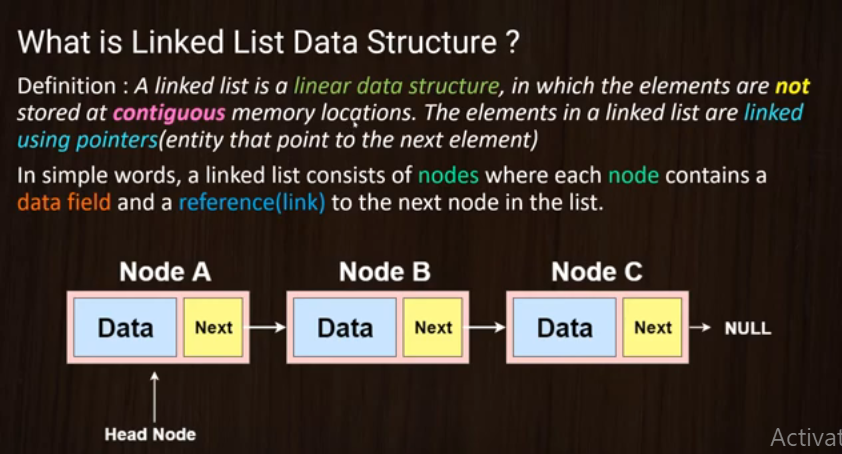 What is Linked List Data Structure ?
Definition : A linked list is a linear data structure, in which the elements are not
stored at contiguous memory locations. The elements in a linked list are linked
using pointers(entity that point to the next element)
In simple words, a linked list consists of nodes where each node contains a
data field and a reference(link) to the next node in the list.
Node A Node B Node C
Data Next Data Next Data Next NULL
Head Node
Activat